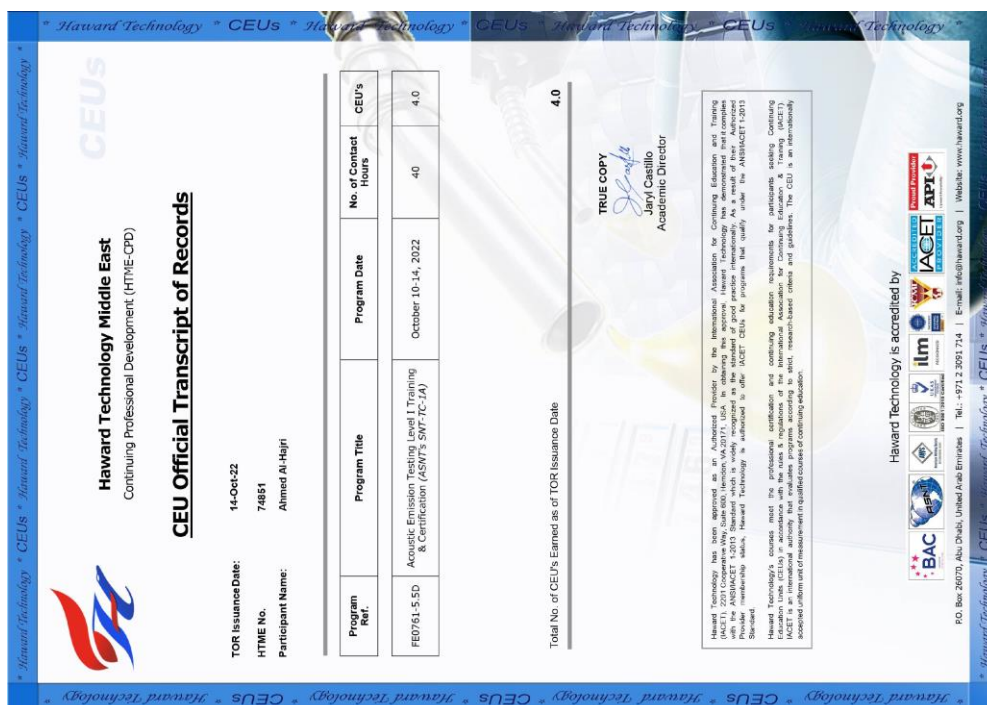 * Haward Technology * CEUs * Haward Technology * CEUs * Haward Technology * CEUs * Haward Technology *
CEUs
Haward Technology Middle East
Continuing Professional Development (HTME-CPD)
CEU Official Transcript of Records
TOR Issuance Date: 14-Oct-22
HTME No. 74851
Participant Name: Ahmed Al-Hajri
Program Ref. Program Title Program Date No. of Contact Hours CEU's
FE0761-5.5D Acoustic Emission Testing Level I Training & Certification (ASNT's SNT-TC-1A) October 10-14, 2022 40 4.0
Total No. of CEU's Earned as of TOR Issuance Date 4.0
TRUE COPY
Jaryl Castillo
Academic Director
Haward Technology has been approved as an Authorized Provider by the International Association for Continuing Education and Training
(IACET), 2201 Cooperative Way, Suite 600, Herndon, VA 20171, USA. In obtaining this approval, Haward Technology has demonstrated that it complies
with the ANSI/IACET 1-2013 Standard which is widely recognized as the standard of good practice internationally. As a result of their Authorized
Provider membership status, Haward Technology is authorized to offer IACET CEUs for programs that qualify under the ANSI/IACET 1-2013
Standard.
Haward Technology's courses meet the professional certification and continuing education requirements for participants seeking Continuing
Education Units (CEUs) in accordance with the rules & regulations of the International Association for Continuing Education & Training (IACET).
IACET is an international authority that evaluates programs according to strict, research-based criteria and guidelines. The CEU is an internationally
accepted uniform unit of measurement in qualified courses of continuing education.
Haward Technology is accredited by
BAC
ASNT
ABS
ilm
ACCREDITED
IACET
PROVIDER
Proud Provider
API-U
P.O. Box 26070, Abu Dhabi, United Arab Emirates | Tel.: +971 2 3091 714 | E-mail: info@haward.org | Website: www.haward.org